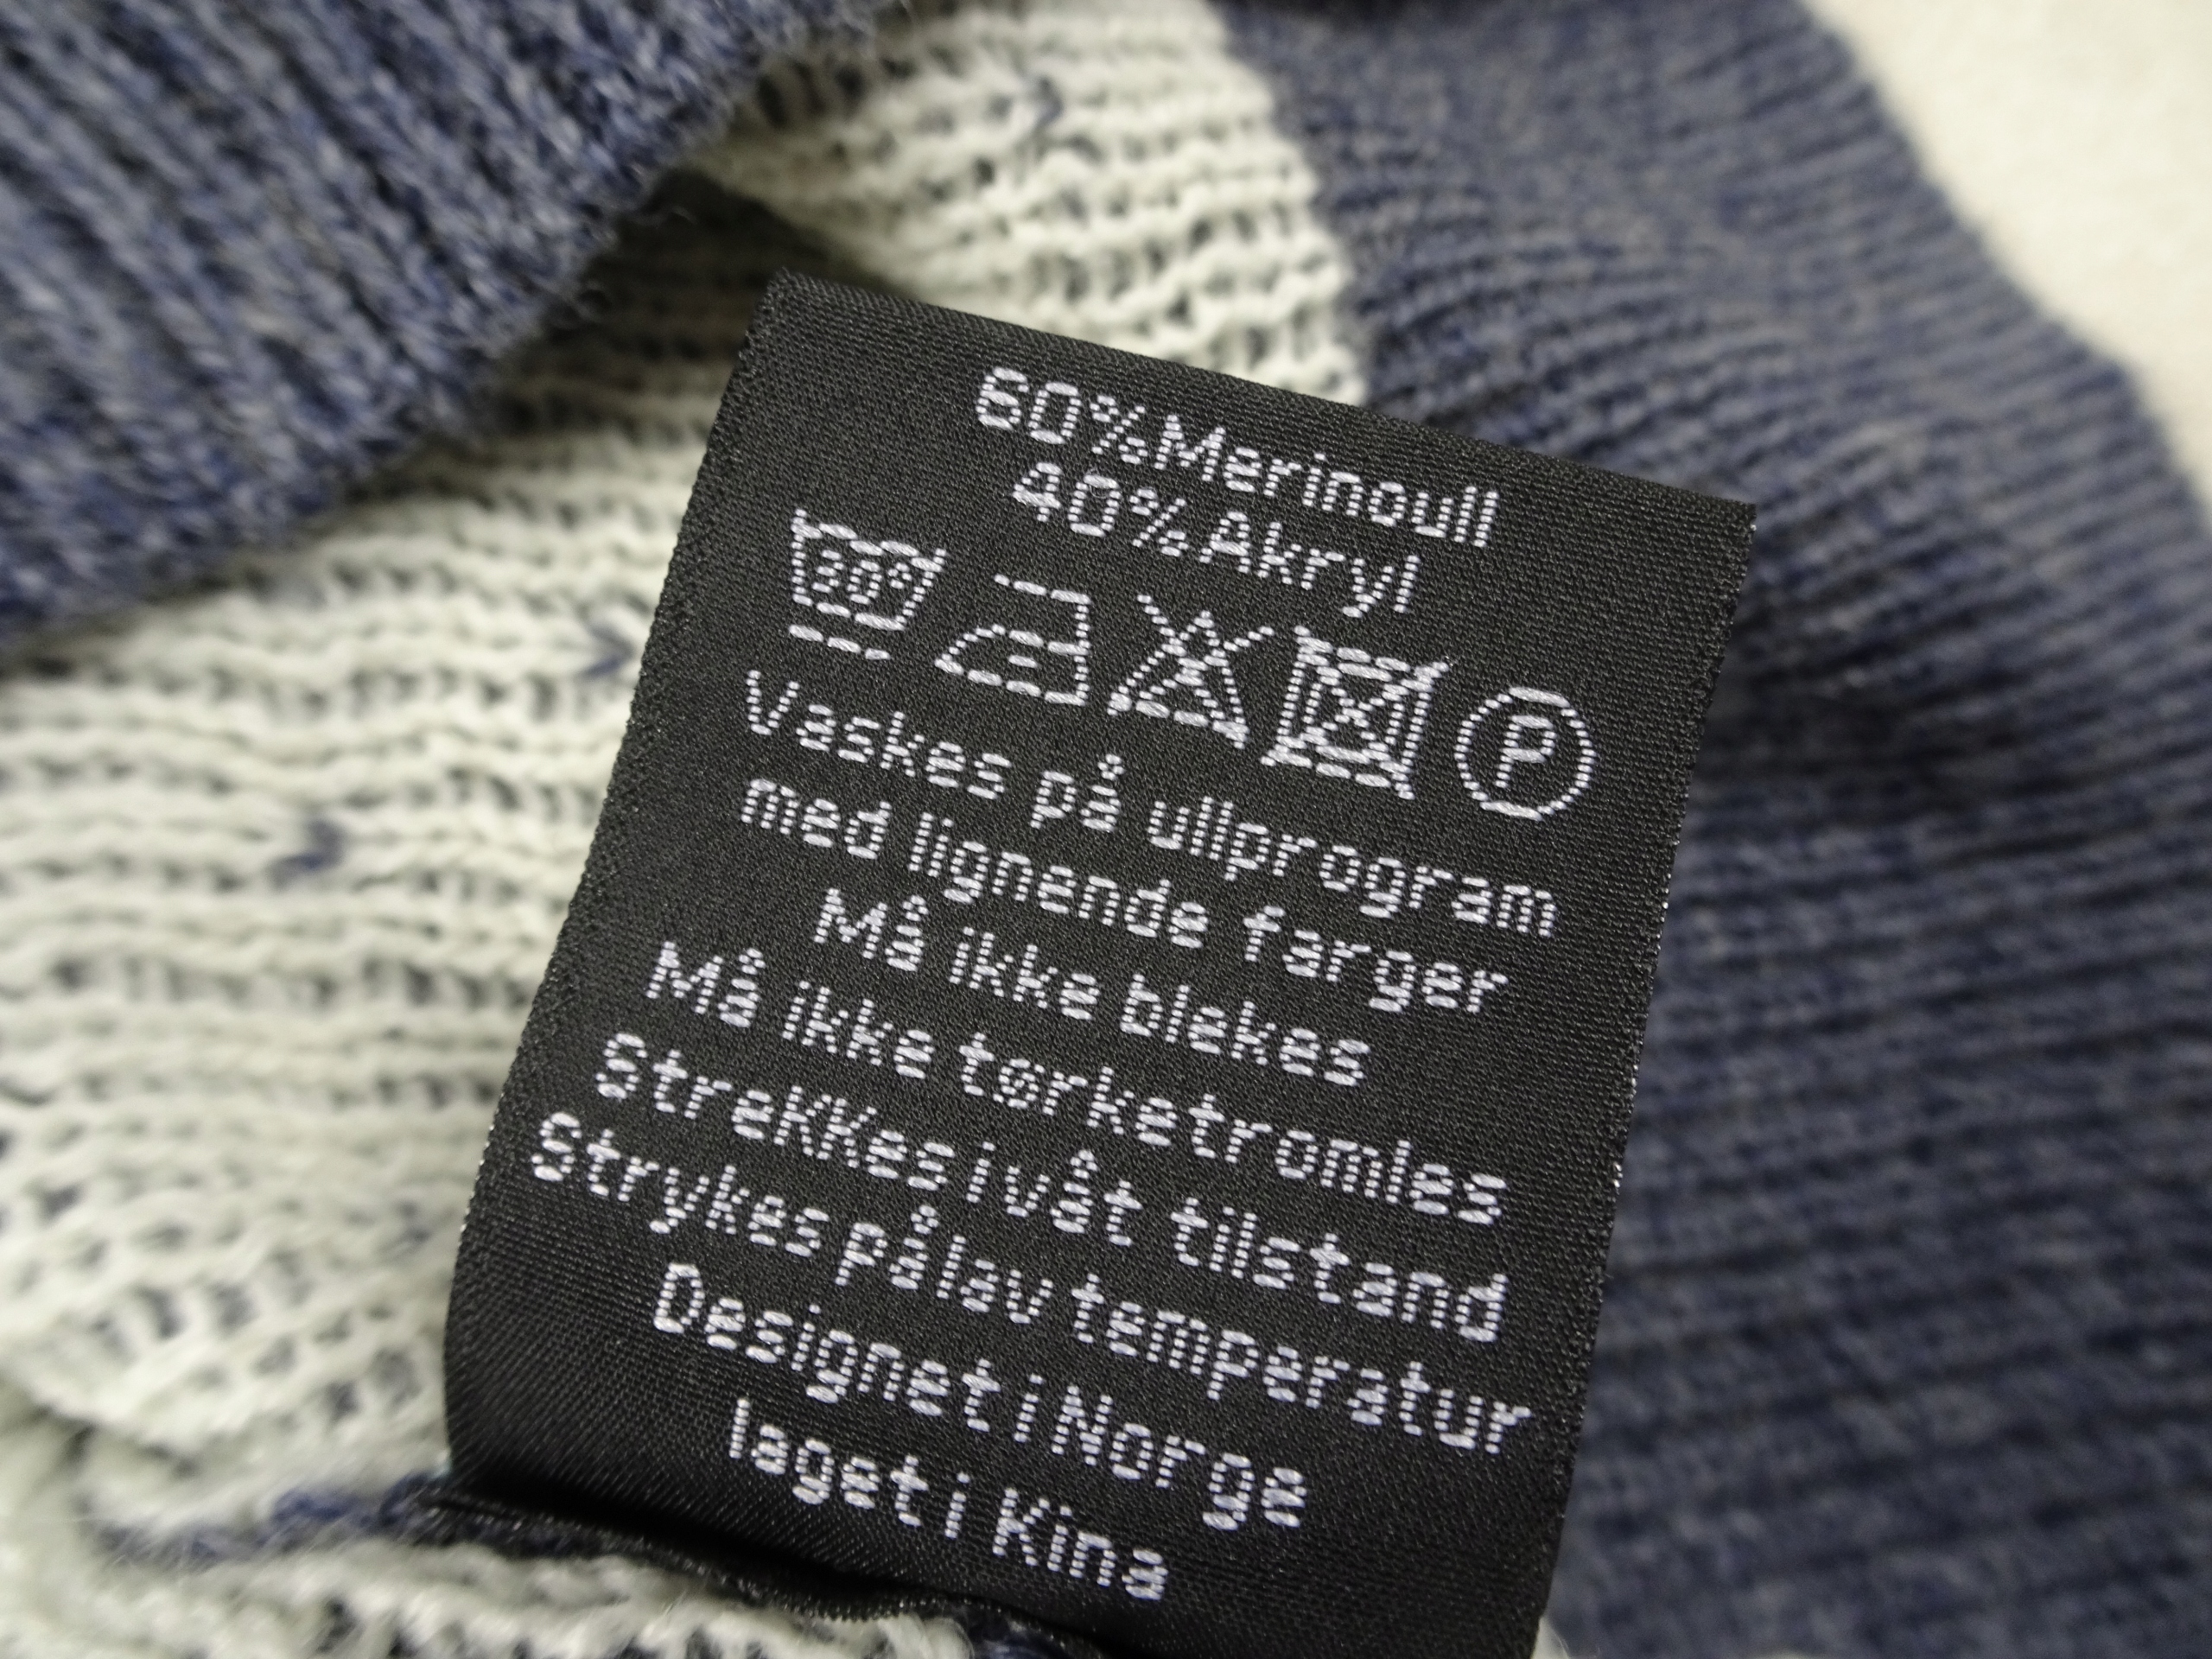 60%Merinoull
40%Akryl
30°
P
Vaskes på ullprogram
med lignende farger
Må ikke blekes
Må ikke tørketromles
Strekkes i våt tilstand
Strykes på lav temperatur
Designet i Norge
laget i Kina